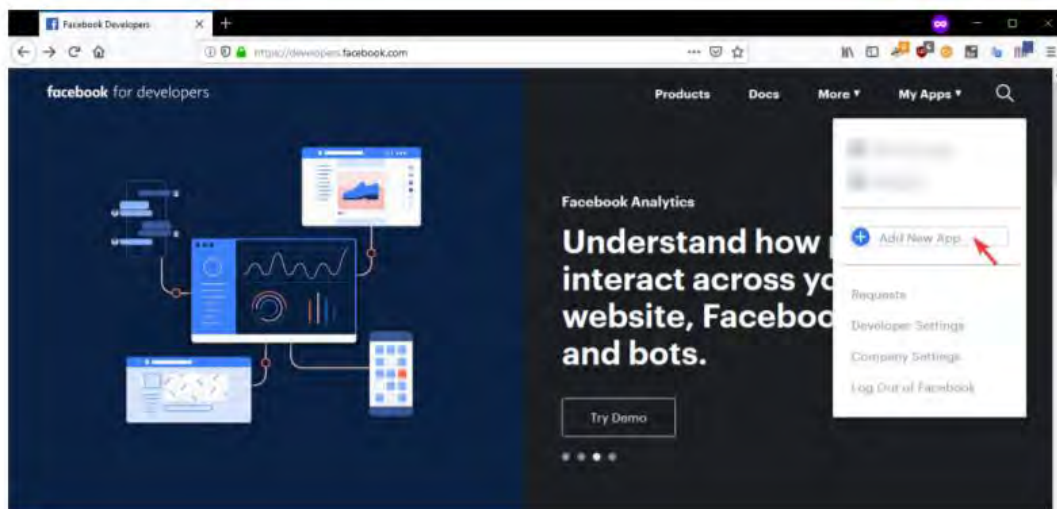 Facebook Developers
https://developers.facebook.com
facebook for developers
Products Docs More My Apps
Facebook Analytics
Understand how
interact across yo
website, Faceboo
and bots.
Try Demo
Add New App
Requests
Developer Settings
Company Settings
Log Out of Facebook